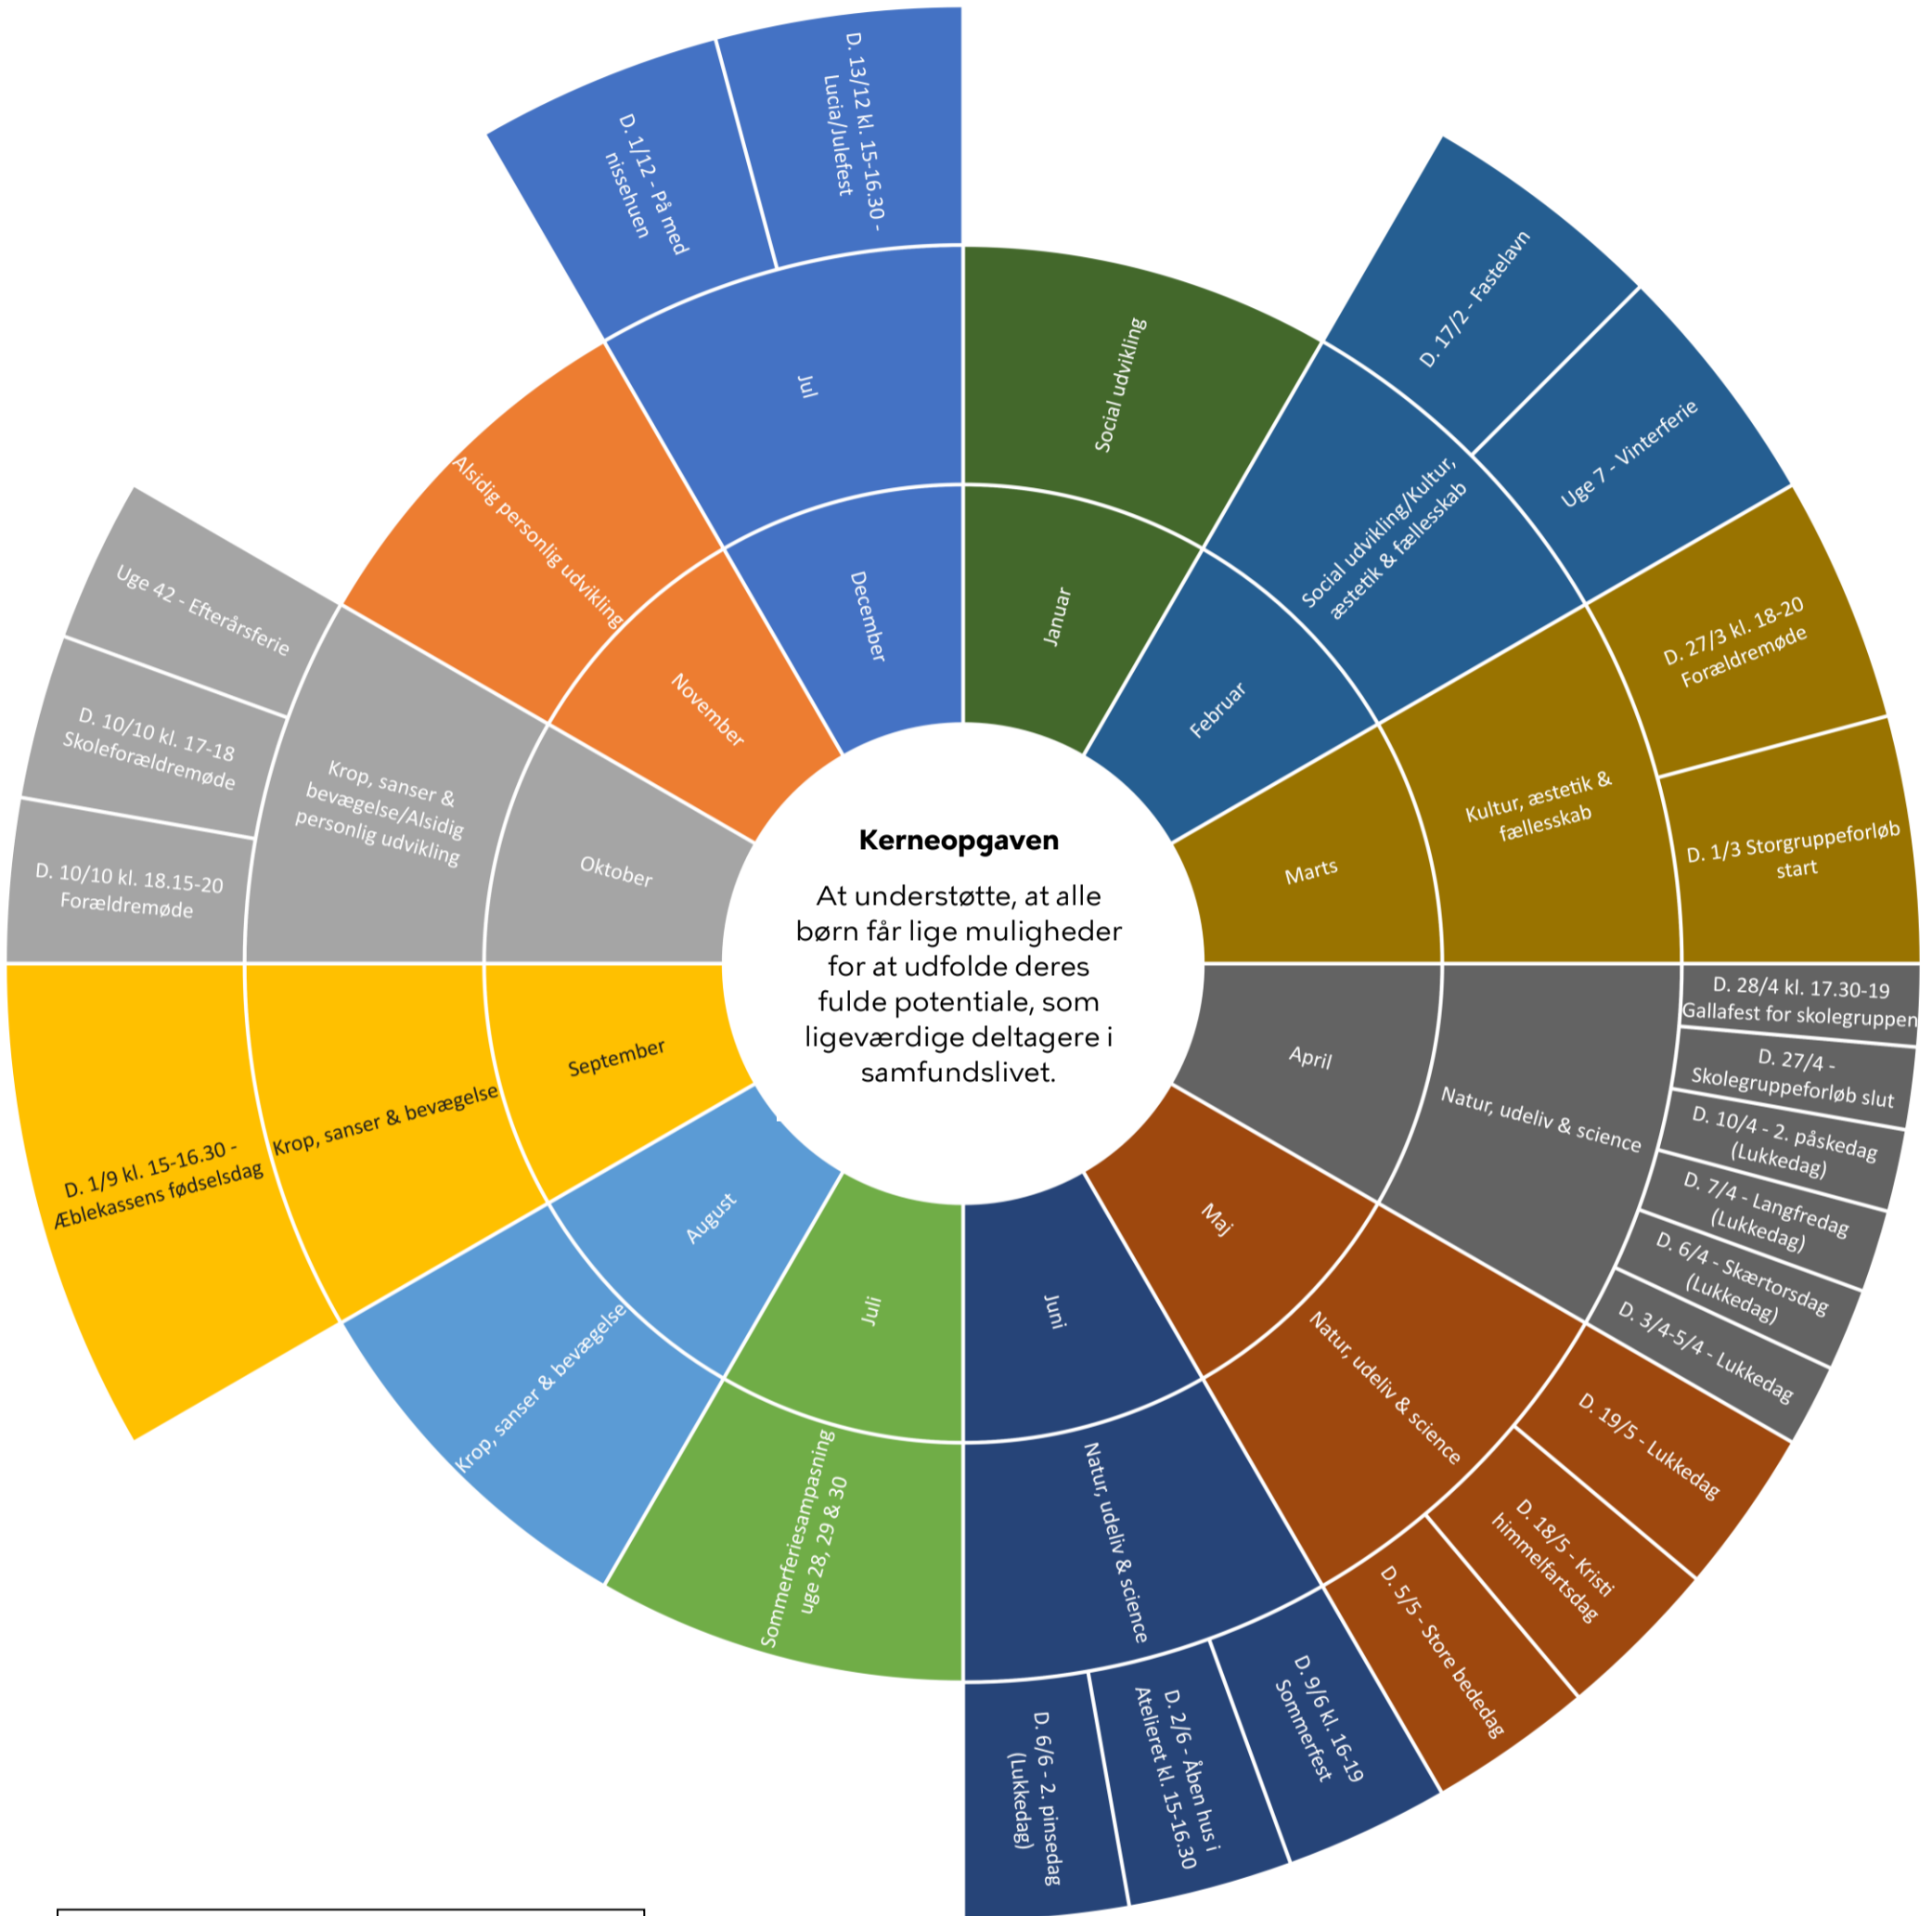 Kerneopgaven
At understøtte, at alle
børn får lige muligheder
for at udfolde deres
fulde potentiale, som
ligeværdige deltagere i
samfundslivet.
Januar
Social udvikling
Februar
Social udvikling/Kultur,
æstetik & fællesskab
D. 17/2 - Fastelavn
Uge 7 - Vinterferie
Marts
Kultur, æstetik &
fællesskab
D. 27/3 kl. 18-20
Forældremøde
D. 1/3 Storgruppeforløb
start
April
Natur, udeliv & science
D. 28/4 kl. 17.30-19
Gallafest for skolegruppen
D. 27/4 -
Skolegruppeforløb slut
D. 10/4 - 2. påskedag
(Lukkedag)
D. 7/4 - Langfredag
(Lukkedag)
D. 6/4 - Skærtorsdag
(Lukkedag)
D. 3/4-5/4 - Lukkedag
Maj
Natur, udeliv & science
D. 19/5 - Lukkedag
D. 18/5 - Kristi
himmelfartsdag
D. 5/5 - Store bededag
Juni
Natur, udeliv & science
D. 9/6 kl. 16-19
Sommerfest
D. 2/6 - Åben hus i
Atelieret kl. 15-16.30
D. 6/6 - 2. pinsedag
(Lukkedag)
Juli
Sommerferiesampasning
uge 28, 29 & 30
August
Krop, sanser & bevægelse
September
Krop, sanser & bevægelse
D. 1/9 kl. 15-16.30 -
Æblekassens fødselsdag
Oktober
Krop, sanser &
bevægelse/Alsidig
personlig udvikling
D. 10/10 kl. 18.15-20
Forældremøde
D. 10/10 kl. 17-18
Skoleforældremøde
Uge 42 - Efterårsferie
November
Alsidig personlig udvikling
December
Jul
D. 1/12 - På med
nissehuen
D. 13/12 kl. 15-16.30 -
Lucia/Julefest